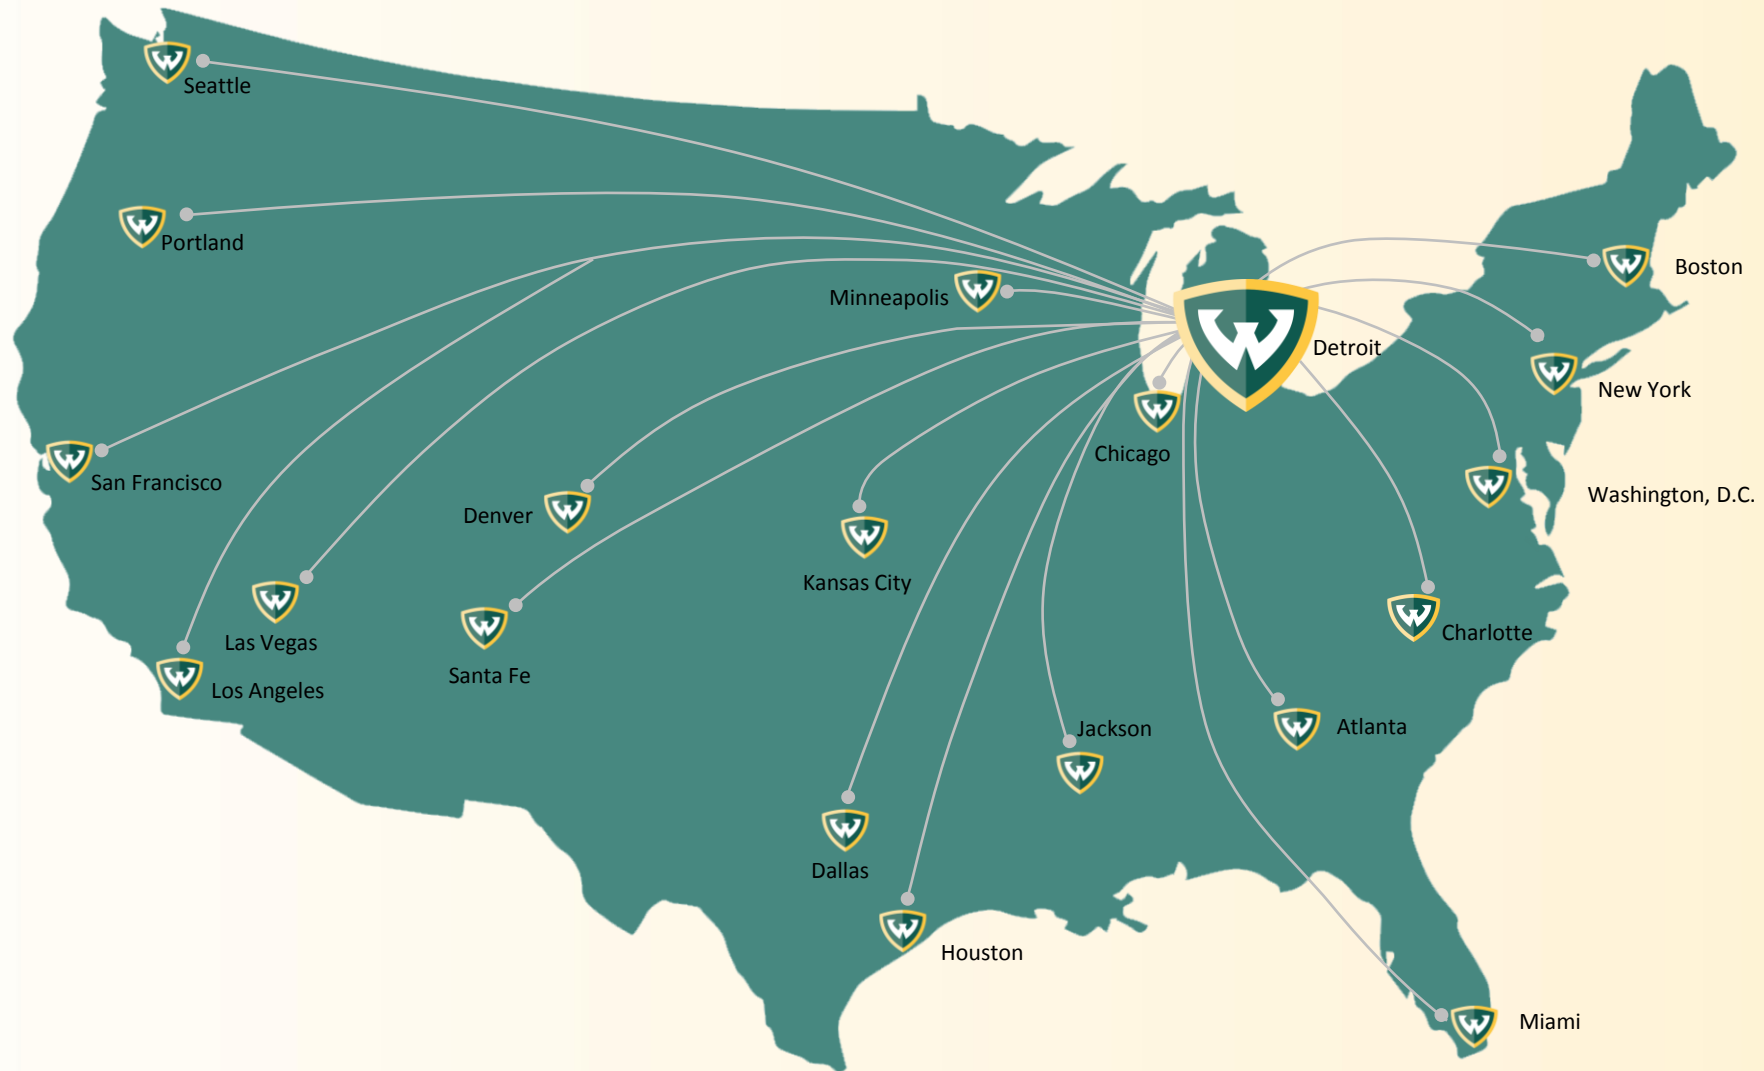 Seattle
Portland
Boston
Minneapolis
Detroit
New York
Chicago
San Francisco
Washington, D.C.
Denver
Kansas City
Charlotte
Las Vegas
Santa Fe
Los Angeles
Jackson
Atlanta
Dallas
Houston
Miami